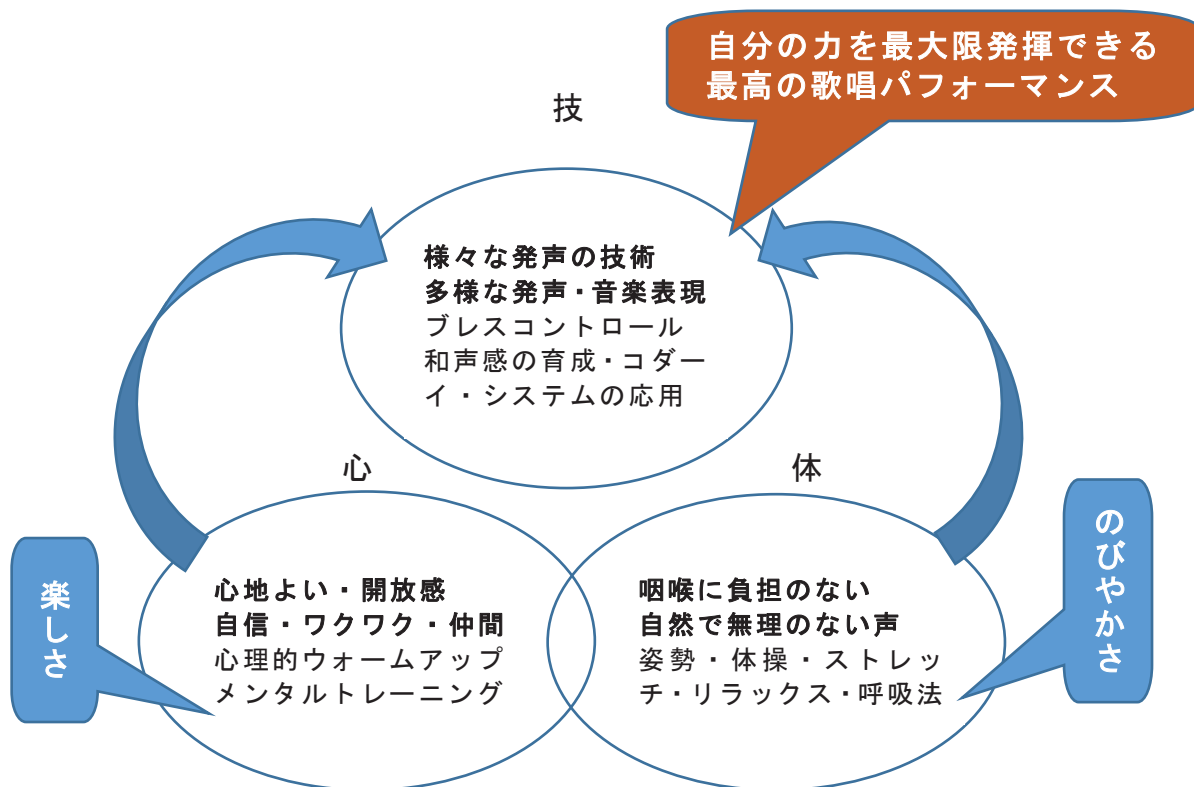 自分の力を最大限発揮できる
最高の歌唱パフォーマンス
技
様々な発声の技術
多様な発声・音楽表現
ブレスコントロール
和声感の育成・コダー
イ・システムの応用
心
体
楽しさ
心地よい・開放感
自信・ワクワク・仲間
心理的ウォームアップ
メンタルトレーニング
咽喉に負担のない
自然で無理のない声
姿勢・体操・ストレッ
チ・リラックス・呼吸法
のびやかさ